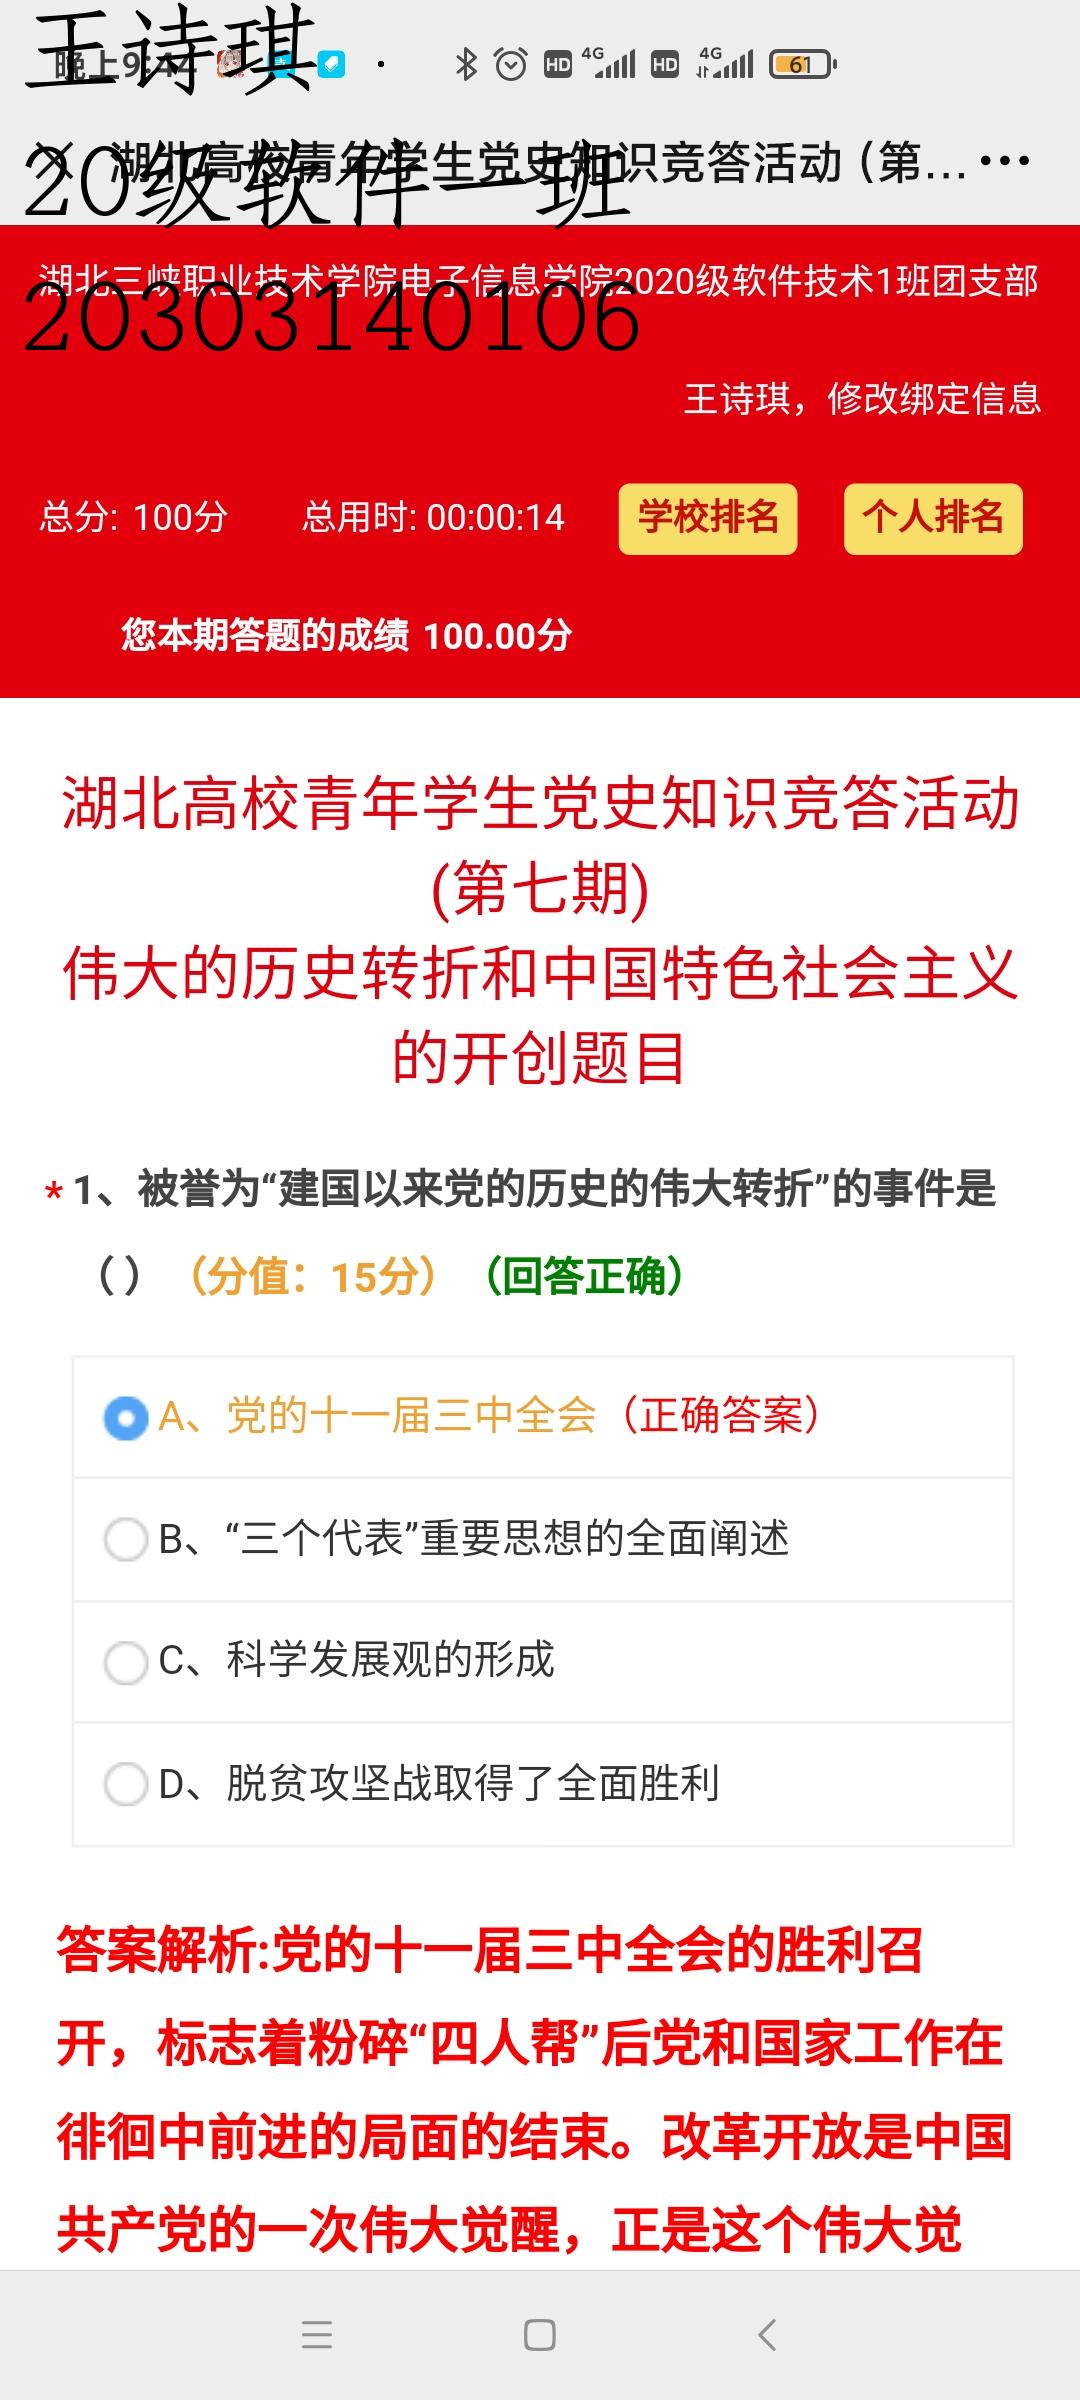 王诗琪
晚上9:44
4G HD 4G HD 61
20级软件一班
湖北高校青年学生党史知识竞答活动（第...
湖北三峡职业技术学院电子信息学院2020级软件技术1班团支部
20303140106
王诗琪，修改绑定信息
总分: 100分 总用时: 00:00:14 学校排名 个人排名
您本期答题的成绩 100.00分
湖北高校青年学生党史知识竞答活动
(第七期)
伟大的历史转折和中国特色社会主义
的开创题目
* 1、被誉为“建国以来党的历史的伟大转折”的事件是
（ ）（分值：15分）（回答正确）
A、党的十一届三中全会（正确答案）
B、“三个代表”重要思想的全面阐述
C、科学发展观的形成
D、脱贫攻坚战取得了全面胜利
答案解析:党的十一届三中全会的胜利召
开，标志着粉碎“四人帮”后党和国家工作在
徘徊中前进的局面的结束。改革开放是中国
共产党的一次伟大觉醒，正是这个伟大觉